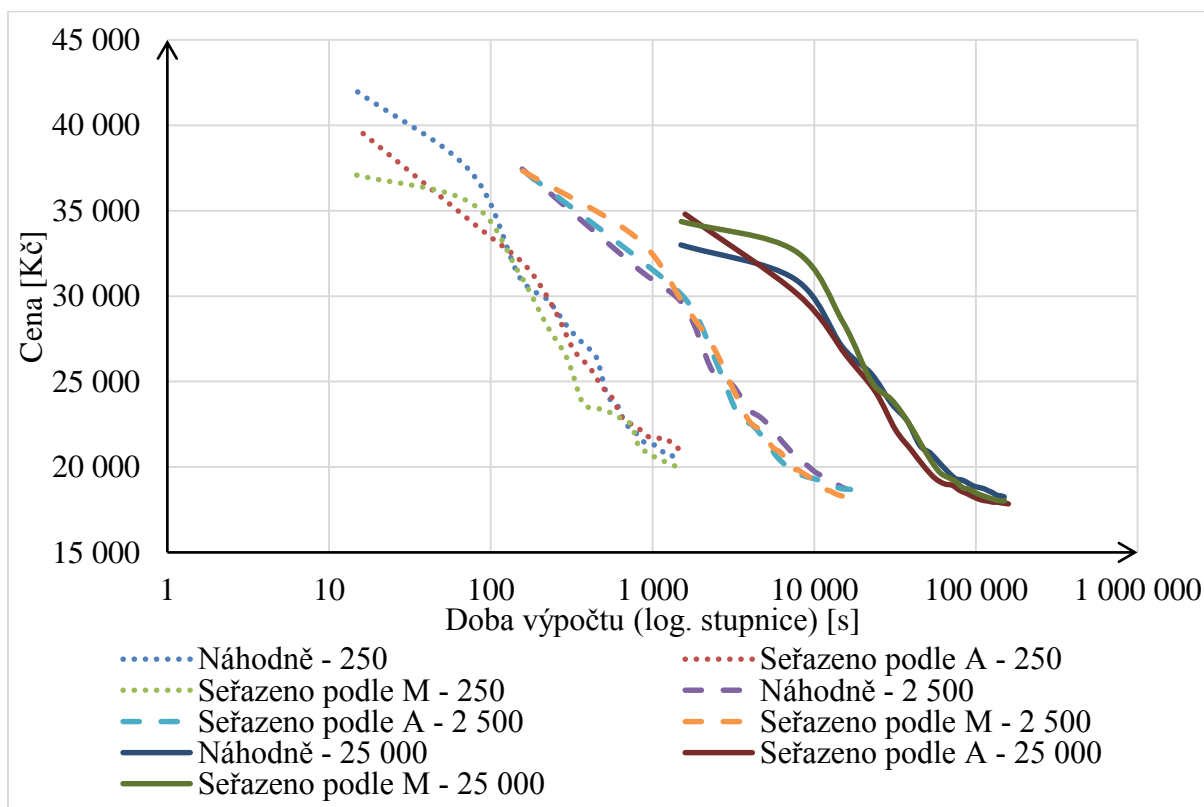 45 000
40 000
35 000
30 000
25 000
20 000
15 000
Cena [Kč]
1 10 100 1 000 10 000 100 000 1 000 000
Doba výpočtu (log. stupnice) [s]
Náhodně - 250 Seřazeno podle A - 250
Seřazeno podle M - 250 Náhodně - 2 500
Seřazeno podle A - 2 500 Seřazeno podle M - 2 500
Náhodně - 25 000 Seřazeno podle A - 25 000
Seřazeno podle M - 25 000